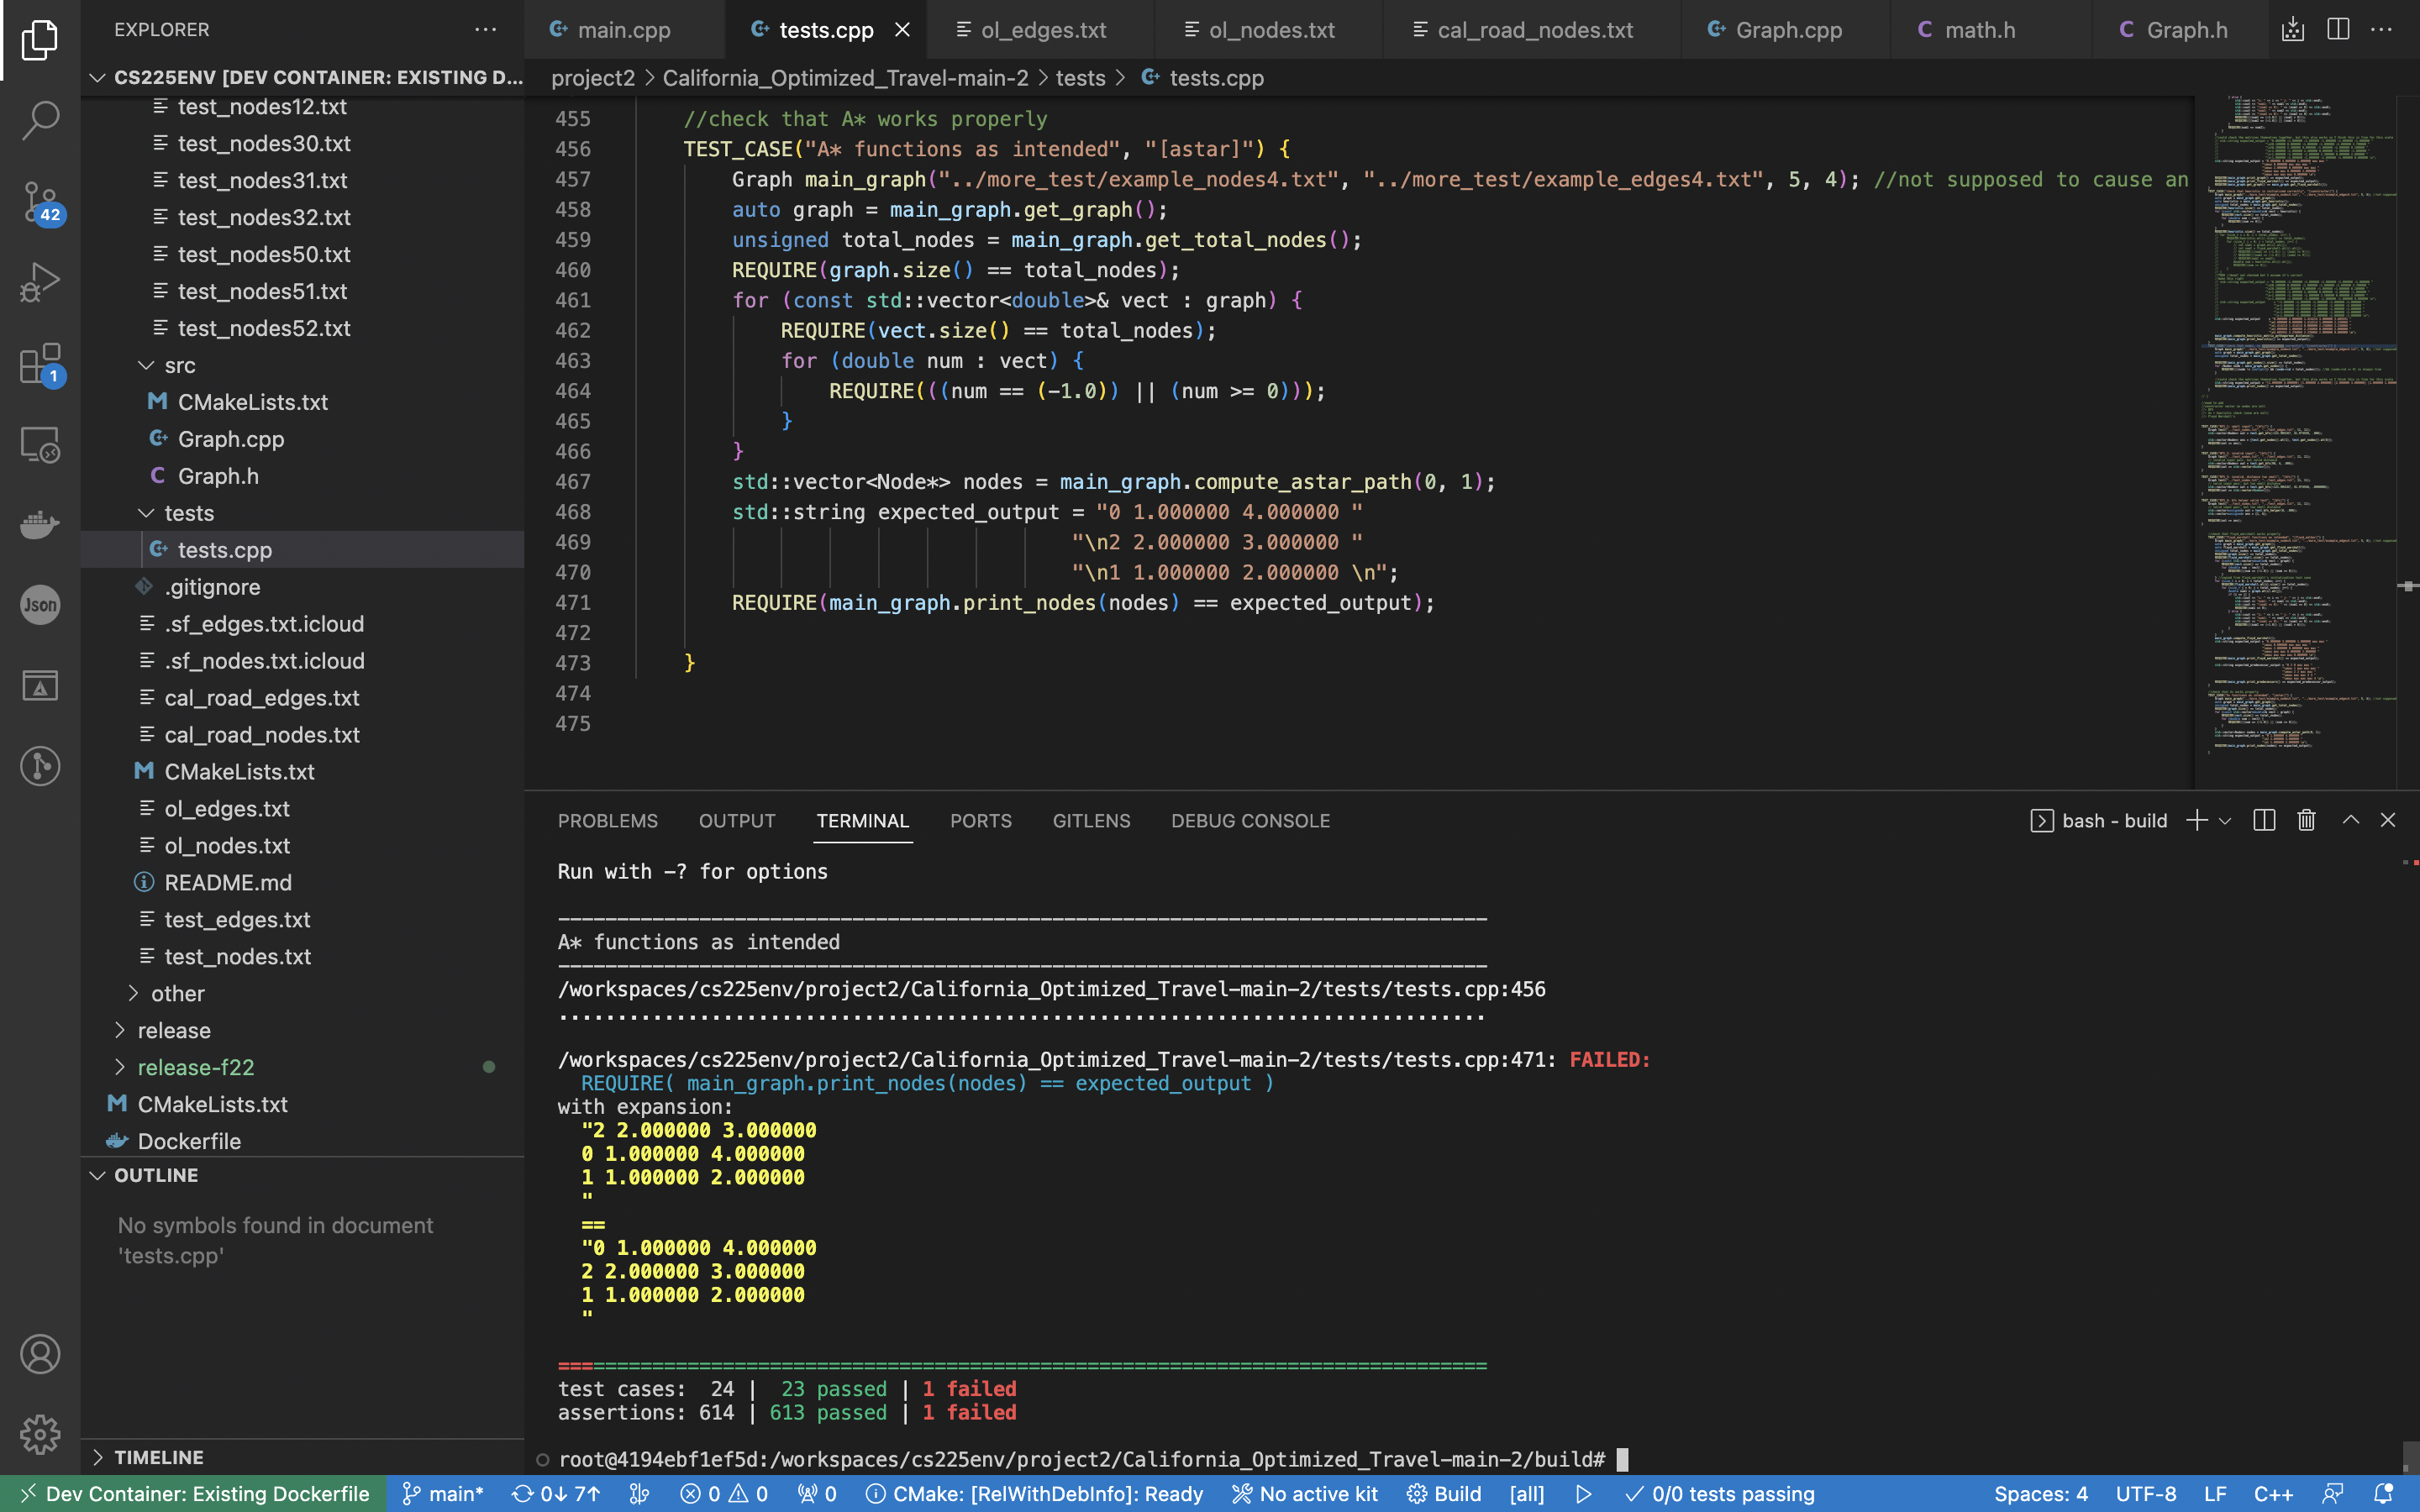 EXPLORER
CS225ENV [DEV CONTAINER: EXISTING D...
test_nodes12.txt
test_nodes30.txt
test_nodes31.txt
test_nodes32.txt
test_nodes50.txt
test_nodes51.txt
test_nodes52.txt
src
CMakeLists.txt
Graph.cpp
Graph.h
tests
tests.cpp
.gitignore
.sf_edges.txt.icloud
.sf_nodes.txt.icloud
cal_road_edges.txt
cal_road_nodes.txt
CMakeLists.txt
ol_edges.txt
ol_nodes.txt
README.md
test_edges.txt
test_nodes.txt
other
release
release-f22
CMakeLists.txt
Dockerfile
OUTLINE
No symbols found in document
'tests.cpp'
TIMELINE
42
1
Json
main.cpp tests.cpp ol_edges.txt ol_nodes.txt cal_road_nodes.txt Graph.cpp math.h Graph.h
project2 > California_Optimized_Travel-main-2 > tests > tests.cpp
455 //check that A* works properly
456 TEST_CASE("A* functions as intended", "[astar]") {
457 Graph main_graph("../more_test/example_nodes4.txt", "../more_test/example_edges4.txt", 5, 4); //not supposed to cause an
458 auto graph = main_graph.get_graph();
459 unsigned total_nodes = main_graph.get_total_nodes();
460 REQUIRE(graph.size() == total_nodes);
461 for (const std::vector<double>& vect : graph) {
462 REQUIRE(vect.size() == total_nodes);
463 for (double num : vect) {
464 REQUIRE(((num == (-1.0)) || (num >= 0)));
465 }
466 }
467 std::vector<Node*> nodes = main_graph.compute_astar_path(0, 1);
468 std::string expected_output = "0 1.000000 4.000000 "
469 "\n2 2.000000 3.000000 "
470 "\n1 1.000000 2.000000 \n";
471 REQUIRE(main_graph.print_nodes(nodes) == expected_output);
472
473 }
474
475
PROBLEMS OUTPUT TERMINAL PORTS GITLENS DEBUG CONSOLE
bash - build
Run with -? for options
-------------------------------------------------------------------------------
A* functions as intended
-------------------------------------------------------------------------------
/workspaces/cs225env/project2/California_Optimized_Travel-main-2/tests/tests.cpp:456
...............................................................................
/workspaces/cs225env/project2/California_Optimized_Travel-main-2/tests/tests.cpp:471: FAILED:
REQUIRE( main_graph.print_nodes(nodes) == expected_output )
with expansion:
"2 2.000000 3.000000
0 1.000000 4.000000
1 1.000000 2.000000
"
==
"0 1.000000 4.000000
2 2.000000 3.000000
1 1.000000 2.000000
"
===============================================================================
test cases: 24 | 23 passed | 1 failed
assertions: 614 | 613 passed | 1 failed
root@4194ebf1ef5d:/workspaces/cs225env/project2/California_Optimized_Travel-main-2/build#
Dev Container: Existing Dockerfile main* 0↓ 7↑ 0 0 0 CMake: [RelWithDebInfo]: Ready No active kit Build [all] 0/0 tests passing Spaces: 4 UTF-8 LF C++